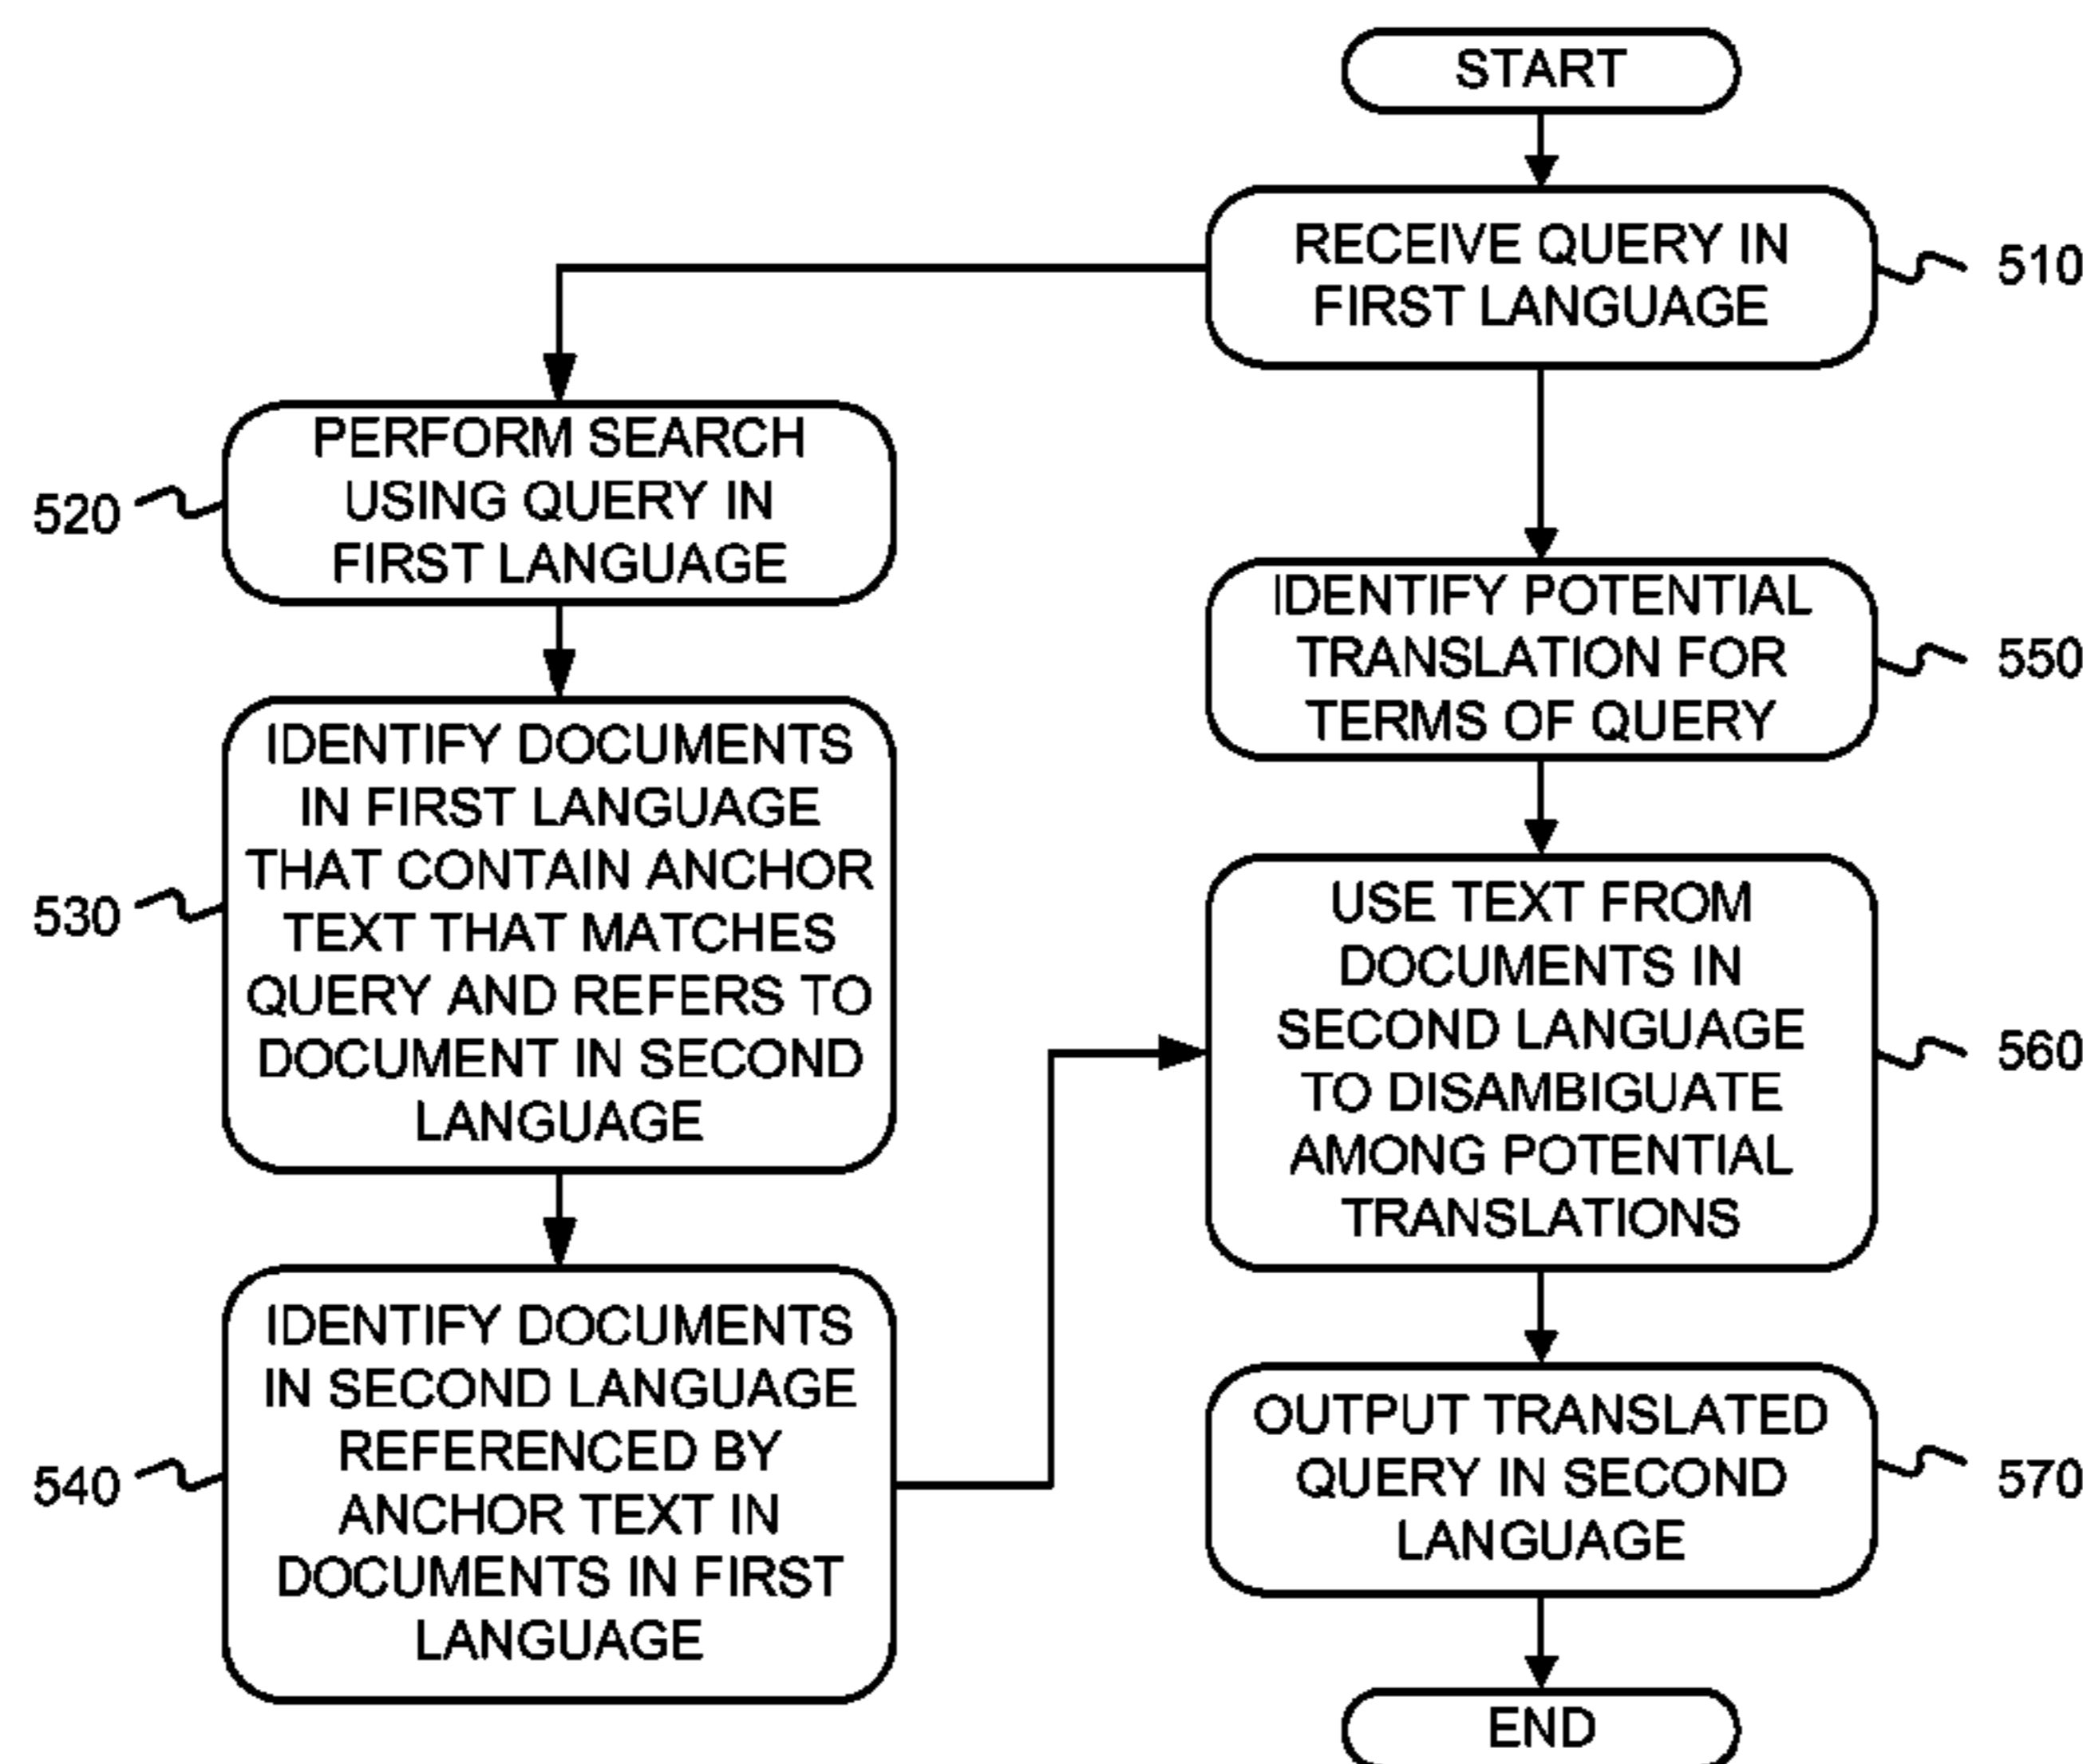 START
RECEIVE QUERY IN
FIRST LANGUAGE
510
PERFORM SEARCH
USING QUERY IN
FIRST LANGUAGE
520
IDENTIFY DOCUMENTS
IN FIRST LANGUAGE
THAT CONTAIN ANCHOR
TEXT THAT MATCHES
QUERY AND REFERS TO
DOCUMENT IN SECOND
LANGUAGE
530
IDENTIFY DOCUMENTS
IN SECOND LANGUAGE
REFERENCED BY
ANCHOR TEXT IN
DOCUMENTS IN FIRST
LANGUAGE
540
IDENTIFY POTENTIAL
TRANSLATION FOR
TERMS OF QUERY
550
USE TEXT FROM
DOCUMENTS IN
SECOND LANGUAGE
TO DISAMBIGUATE
AMONG POTENTIAL
TRANSLATIONS
560
OUTPUT TRANSLATED
QUERY IN SECOND
LANGUAGE
570
END